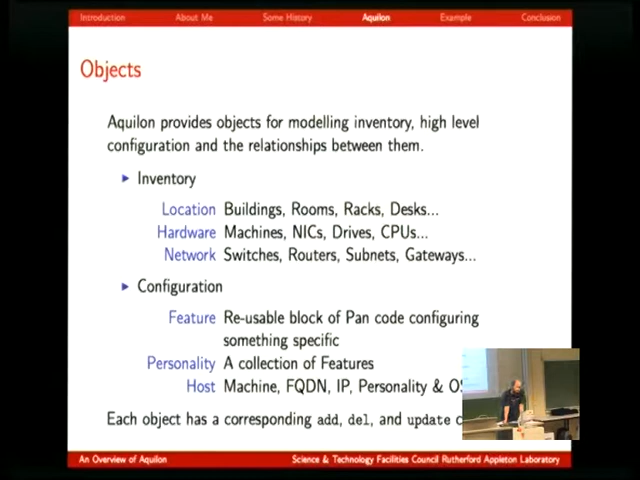 Introduction About Me Some History Aquilon Example Conclusion
Objects
Aquilon provides objects for modelling inventory, high level
configuration and the relationships between them.
▶ Inventory
Location Buildings, Rooms, Racks, Desks...
Hardware Machines, NICs, Drives, CPUs...
Network Switches, Routers, Subnets, Gateways...
▶ Configuration
Feature Re-usable block of Pan code configuring
something specific
Personality A collection of Features
Host Machine, FQDN, IP, Personality &
Each object has a corresponding add, del, and update
An Overview of Aquilon Science & Technology Facilities Council Rutherford Appleton Laboratory